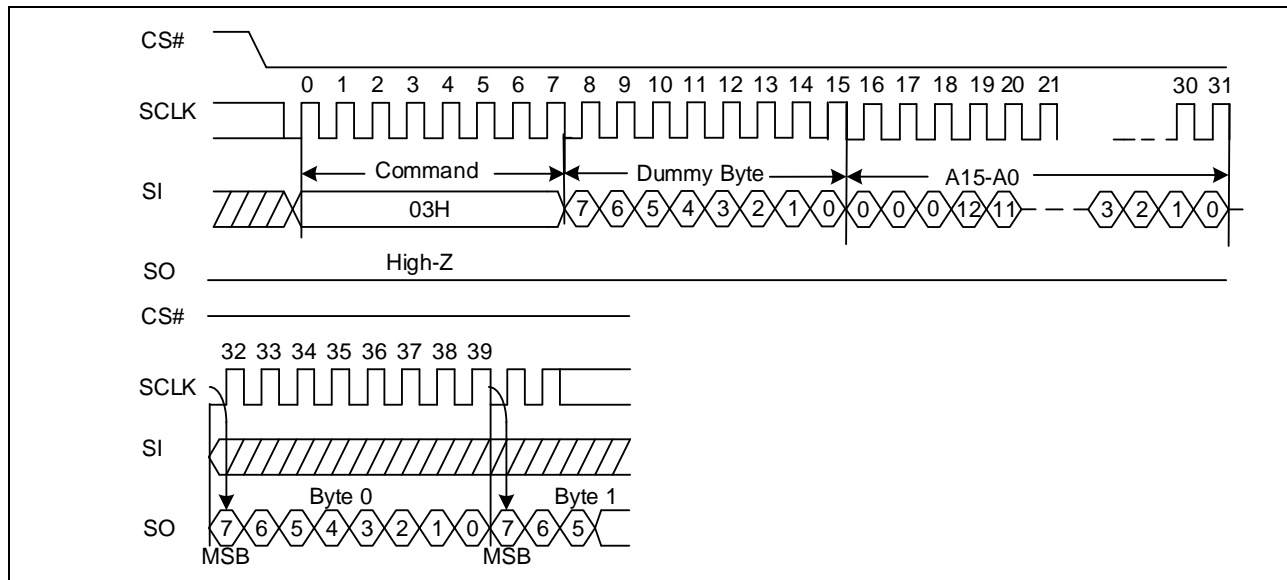 CS#
0 1 2 3 4 5 6 7 8 9 10 11 12 13 14 15 16 17 18 19 20 21 30 31
SCLK
Command Dummy Byte A15-A0
SI
03H 7 6 5 4 3 2 1 0 0 0 0 12 11 3 2 1 0
High-Z
SO
CS#
32 33 34 35 36 37 38 39
SCLK
SI
Byte 0 Byte 1
SO 7 6 5 4 3 2 1 0 7 6 5
MSB MSB